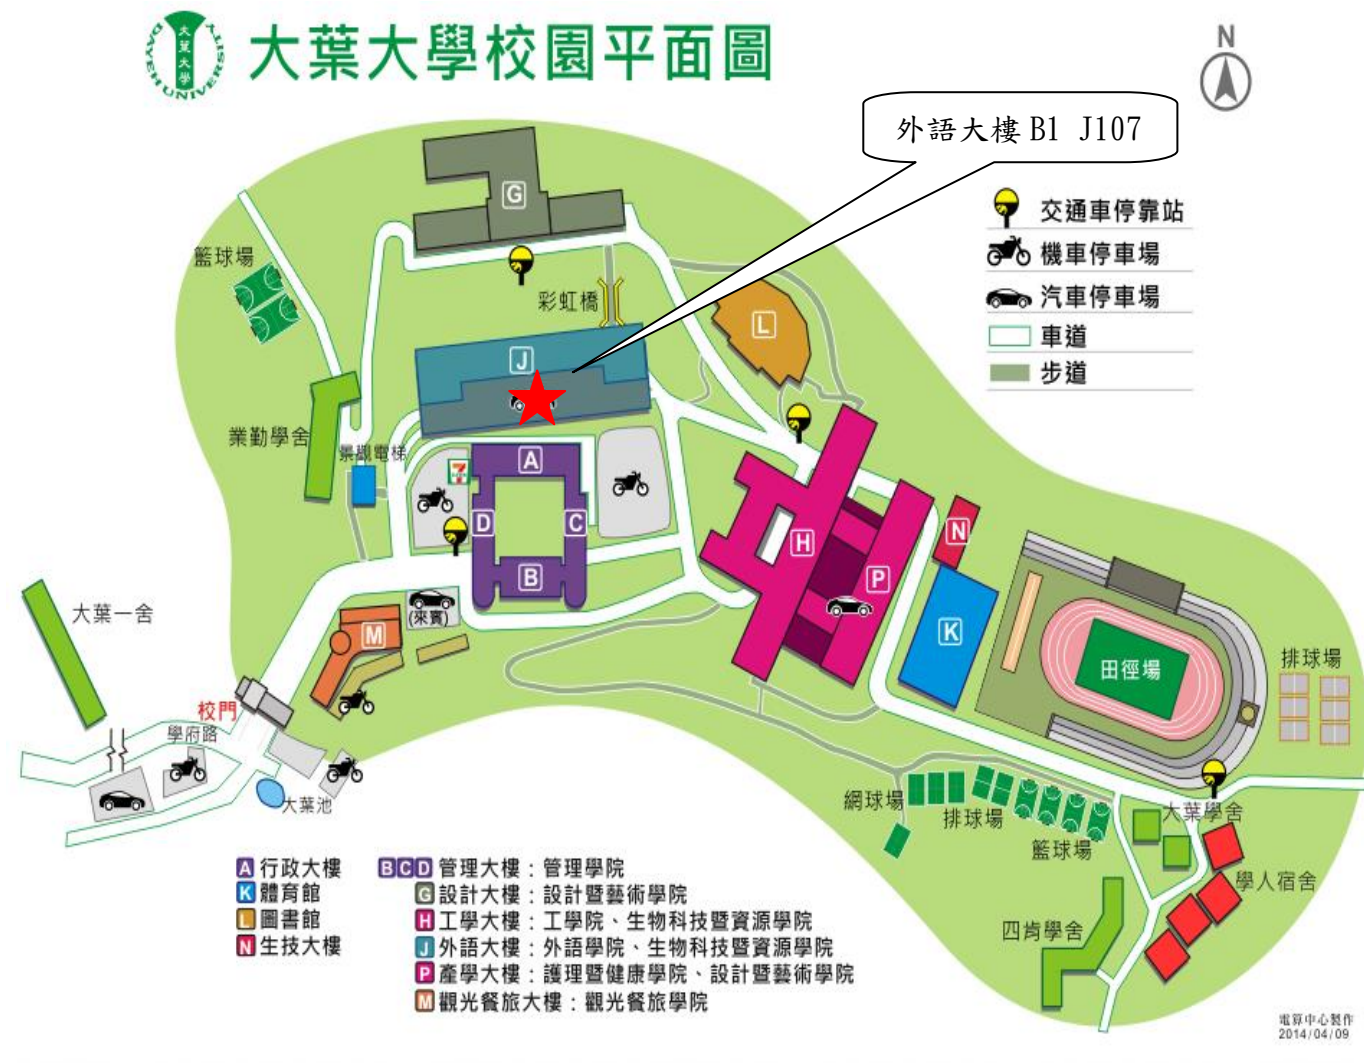 大葉大學
DAYEH UNIVERSITY
大葉大學校園平面圖
N
外語大樓 B1 J107
交通車停靠站
機車停車場
汽車停車場
車道
步道
G
籃球場
彩虹橋
L
J
業勤學舍
景觀電梯
7
A
D
C
B
H
P
N
K
大葉一舍
(來賓)
M
田徑場
排球場
校門
學府路
大葉池
網球場
排球場
籃球場
大葉學舍
學人宿舍
四肯學舍
A 行政大樓
K 體育館
L 圖書館
N 生技大樓
BCD 管理大樓：管理學院
G 設計大樓：設計暨藝術學院
H 工學大樓：工學院、生物科技暨資源學院
J 外語大樓：外語學院、生物科技暨資源學院
P 產學大樓：護理暨健康學院、設計暨藝術學院
M 觀光餐旅大樓：觀光餐旅學院
電算中心製作
2014/04/09